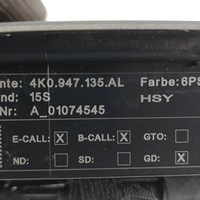 nte: 4K0.947.135.AL Farbe:6PS
nd: 15S HSY
Nr: A_01074545
E-CALL: X B-CALL: X GTO:
ND: SD: GD: X